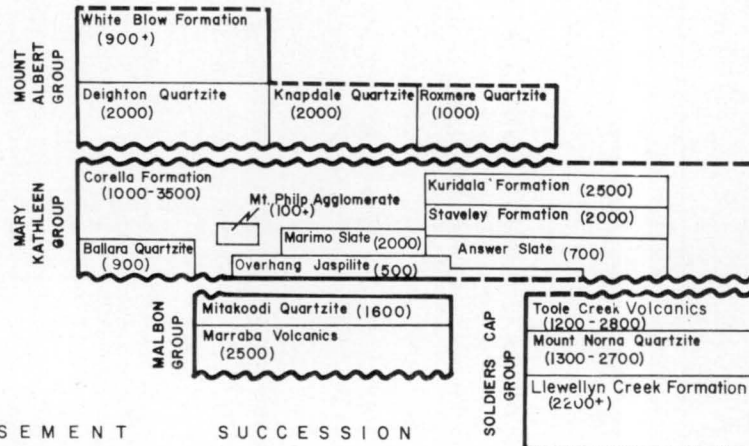 MOUNT
ALBERT
GROUP
White Blow Formation
(900+)
Deighton Quartzite
(2000)
Knapdale Quartzite
(2000)
Roxmere Quartzite
(1000)
MARY
KATHLEEN
GROUP
Corella Formation
(1000-3500)
Mt. Philp Agglomerate
(100+)
Kuridala Formation (2500)
Staveley Formation (2000)
Marimo Slate (2000)
Answer Slate (700)
Ballara Quartzite
(900)
Overhang Jaspilite (500)
MALBON
GROUP
Mitakoodi Quartzite (1600)
Marraba Volcanics
(2500)
SOLDIERS CAP
GROUP
Toole Creek Volcanics
(1200-2800)
Mount Norna Quartzite
(1300-2700)
Llewellyn Creek Formation
(2200+)
SEMENT SUCCESSION